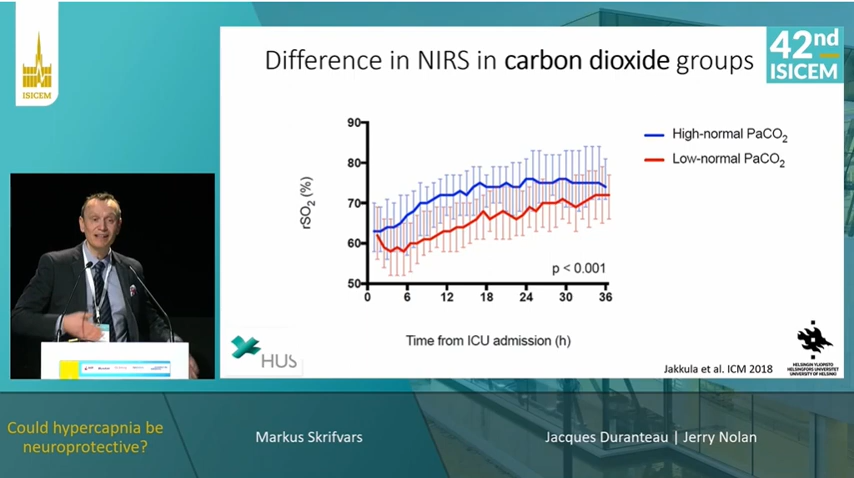 ISICEM
42nd
ISICEM
Difference in NIRS in carbon dioxide groups
High-normal PaCO2
Low-normal PaCO2
rSO2 (%)
90
80
70
60
50
0
6
12
18
24
30
36
p < 0.001
Time from ICU admission (h)
HUS
Jakkula et al. ICM 2018
HELSINGIN YLIOPISTO
HELSINGFORS UNIVERSITET
UNIVERSITY OF HELSINKI
Could hypercapnia be
neuroprotective?
Markus Skrifvars
Jacques Duranteau | Jerry Nolan